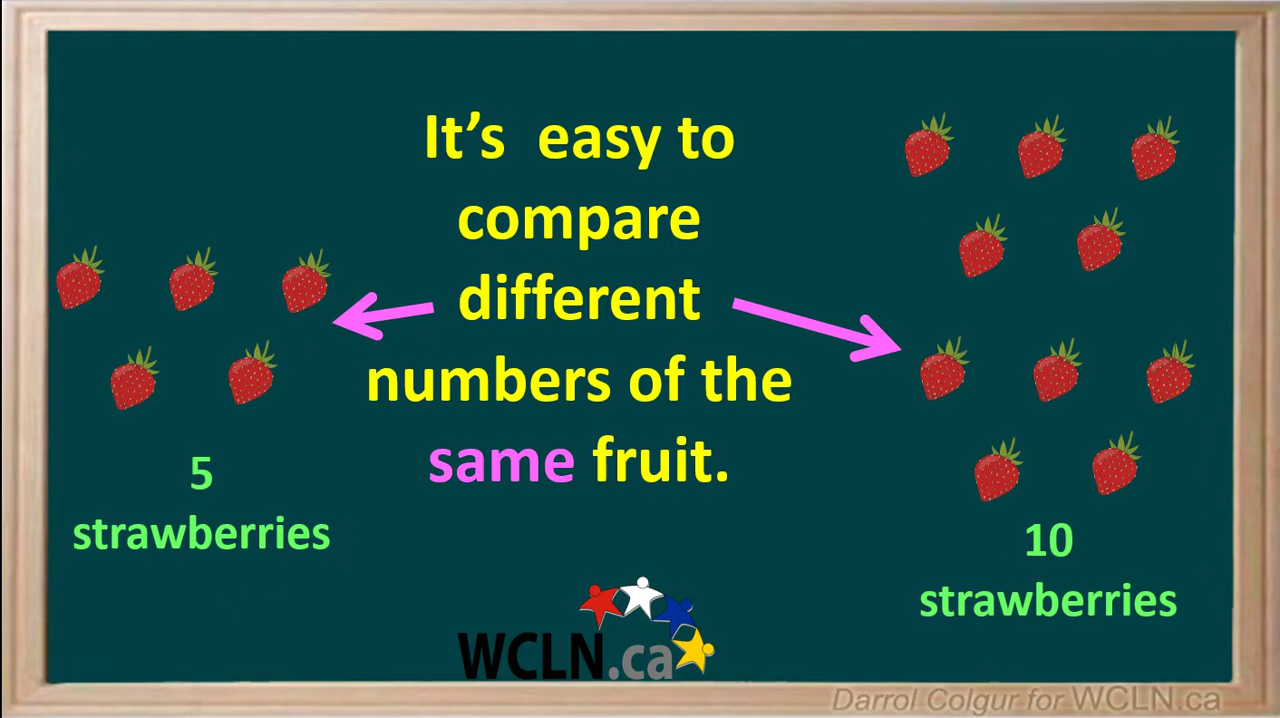 It’s  easy to
compare
different
numbers of the
same fruit.
5
strawberries
10
strawberries
WCLN.ca
Darrol Colgur for WCLN.ca